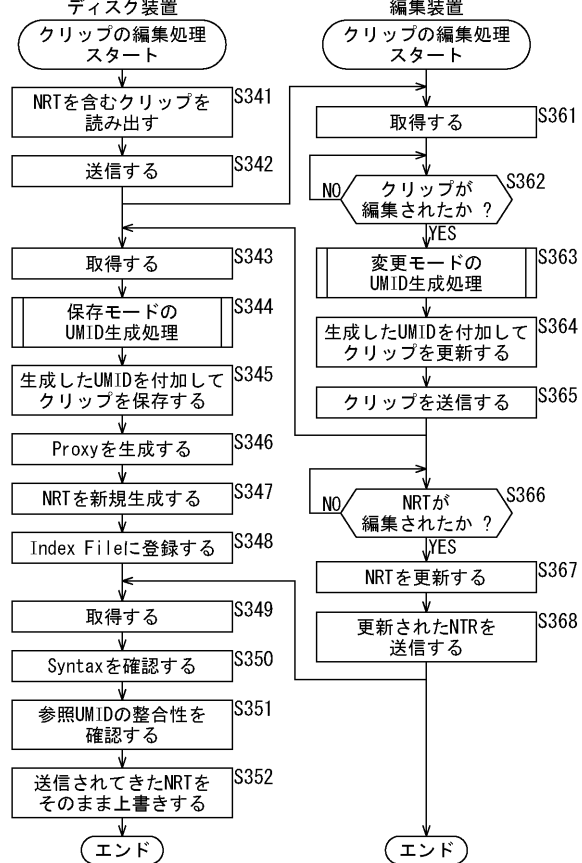 ディスク装置
クリップの編集処理
スタート
NRTを含むクリップを
読み出す
S341
送信する
S342
取得する
S343
保存モードの
UMID生成処理
S344
生成したUMIDを付加して
クリップを保存する
S345
Proxyを生成する
S346
NRTを新規生成する
S347
Index Fileに登録する
S348
取得する
S349
Syntaxを確認する
S350
参照UMIDの整合性を
確認する
S351
送信されてきたNRTを
そのまま上書きする
S352
エンド
編集装置
クリップの編集処理
スタート
取得する
S361
クリップが
編集されたか ?
S362
NO
YES
変更モードの
UMID生成処理
S363
生成したUMIDを付加して
クリップを更新する
S364
クリップを送信する
S365
NRTが
編集されたか ?
S366
NO
YES
NRTを更新する
S367
更新されたNTRを
送信する
S368
エンド